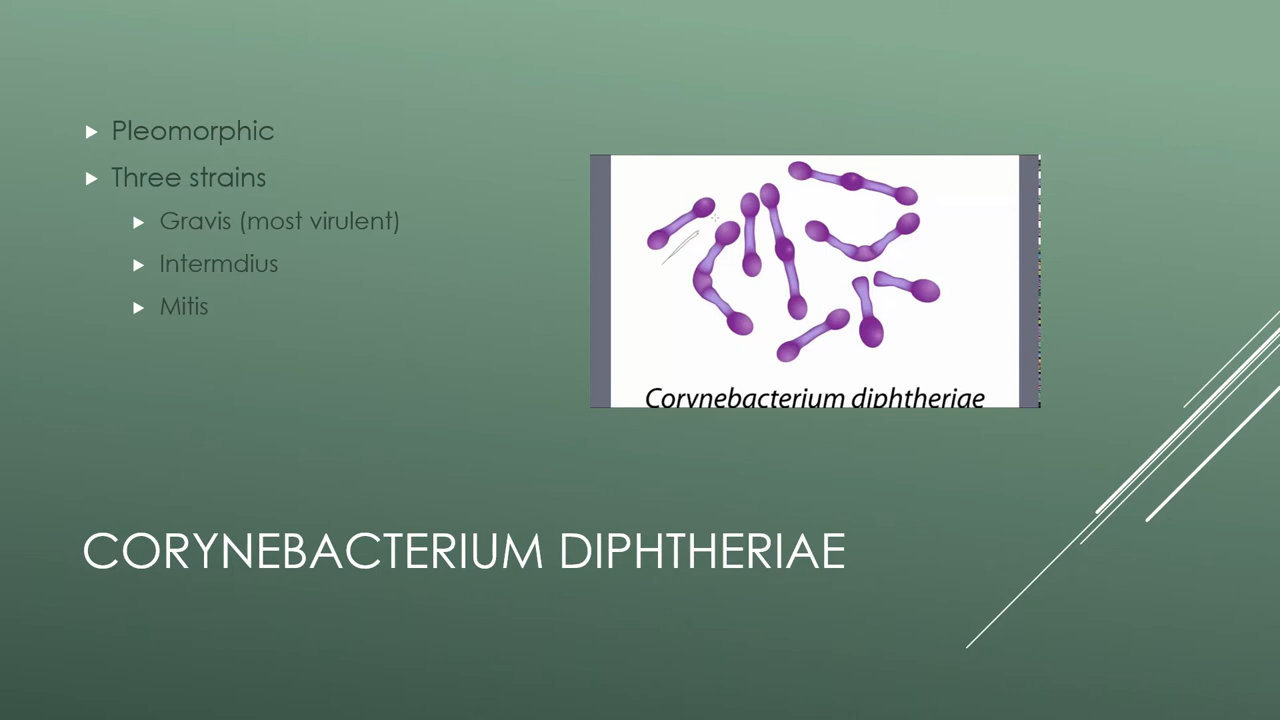 Pleomorphic
Three strains
Gravis (most virulent)
Intermdius
Mitis
Corynebacterium diphtheriae
CORYNEBACTERIUM DIPHTHERIAE